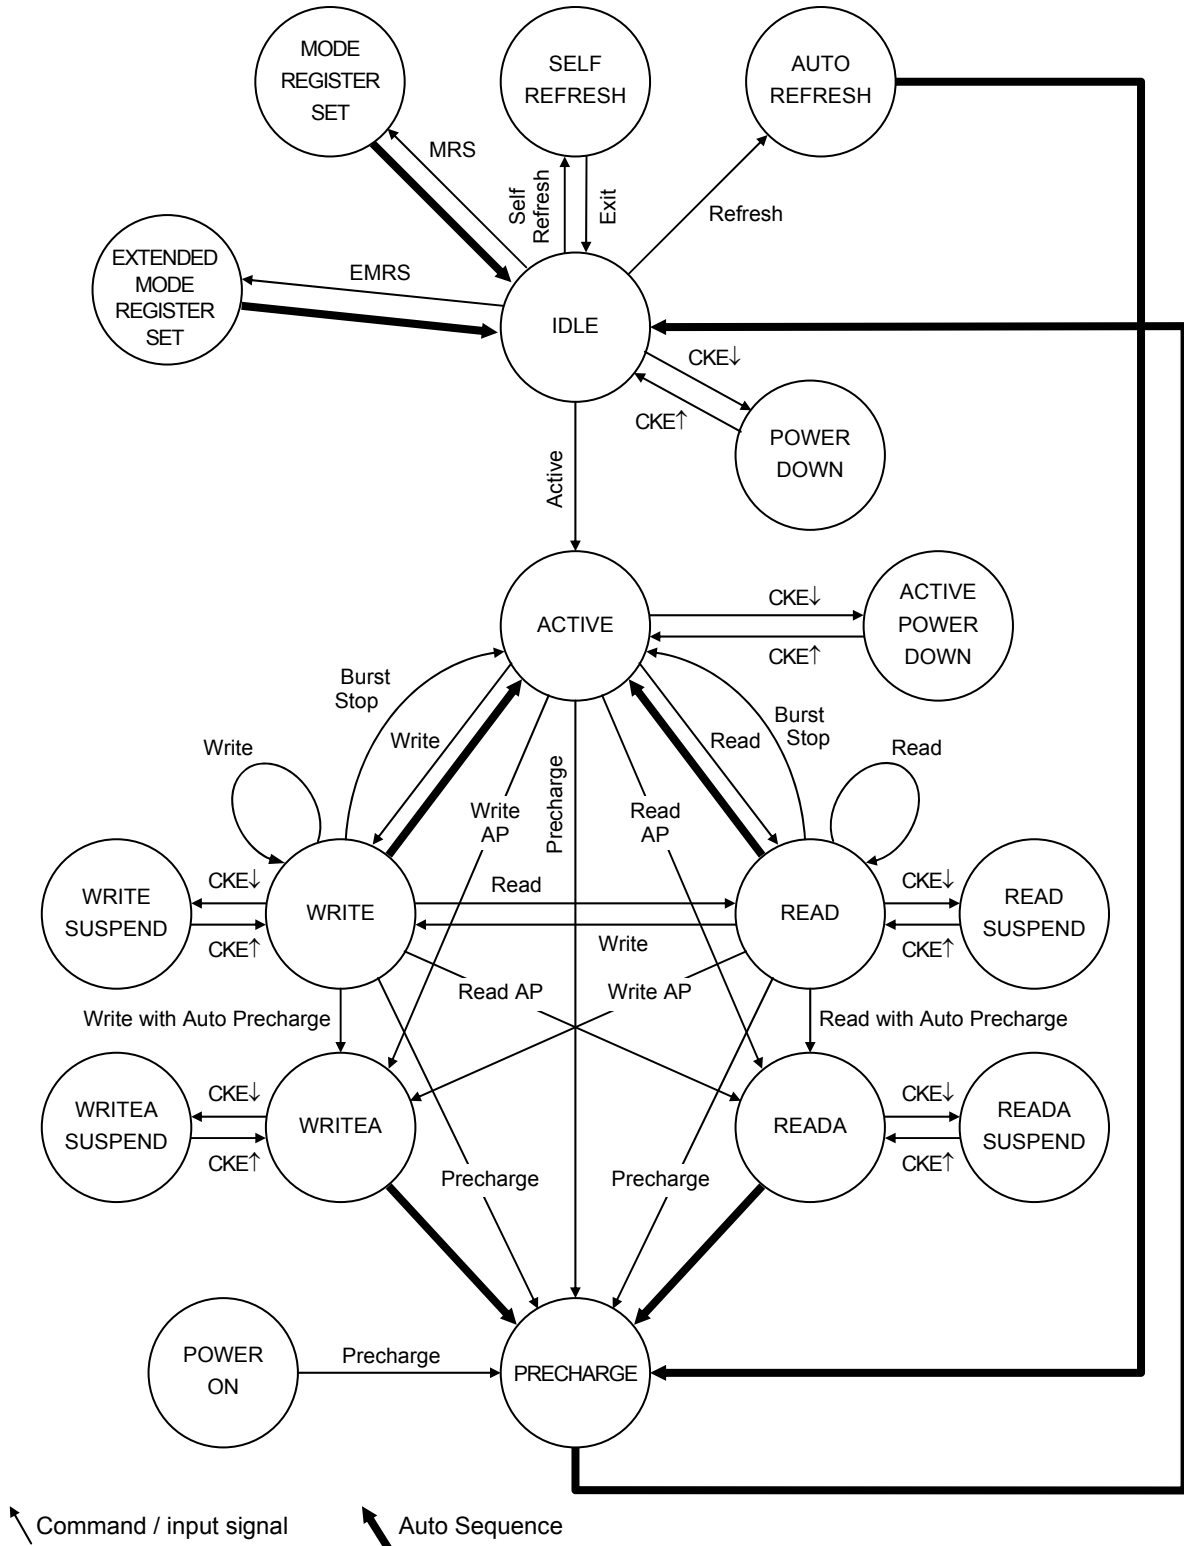 MODE
REGISTER
SET
SELF
REFRESH
AUTO
REFRESH
MRS
Self
Refresh
Exit
Refresh
EXTENDED
MODE
REGISTER
SET
EMRS
IDLE
CKE↓
CKE↑
POWER
DOWN
Active
ACTIVE
CKE↓
CKE↑
ACTIVE
POWER
DOWN
Burst
Stop
Write
Write
Write
AP
Precharge
Read
AP
Read
Burst
Stop
Read
WRITE
SUSPEND
CKE↓
CKE↑
WRITE
Read
Write
READ
CKE↓
CKE↑
READ
SUSPEND
Read AP
Write AP
Write with Auto Precharge
Read with Auto Precharge
WRITEA
SUSPEND
CKE↓
CKE↑
WRITEA
READA
CKE↓
CKE↑
READA
SUSPEND
Precharge
Precharge
POWER
ON
Precharge
PRECHARGE
Command / input signal
Auto Sequence